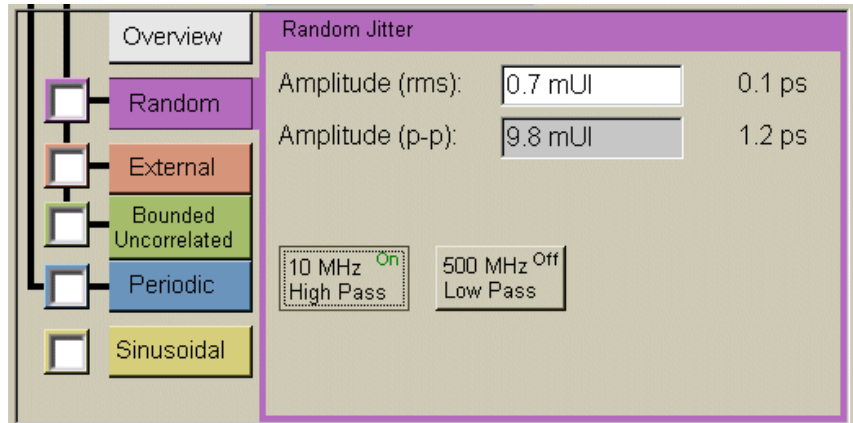 Overview
Random
External
Bounded
Uncorrelated
Periodic
Sinusoidal
Random Jitter
Amplitude (rms): 0.7 mUI 0.1 ps
Amplitude (p-p): 9.8 mUI 1.2 ps
10 MHz On
High Pass
500 MHz Off
Low Pass